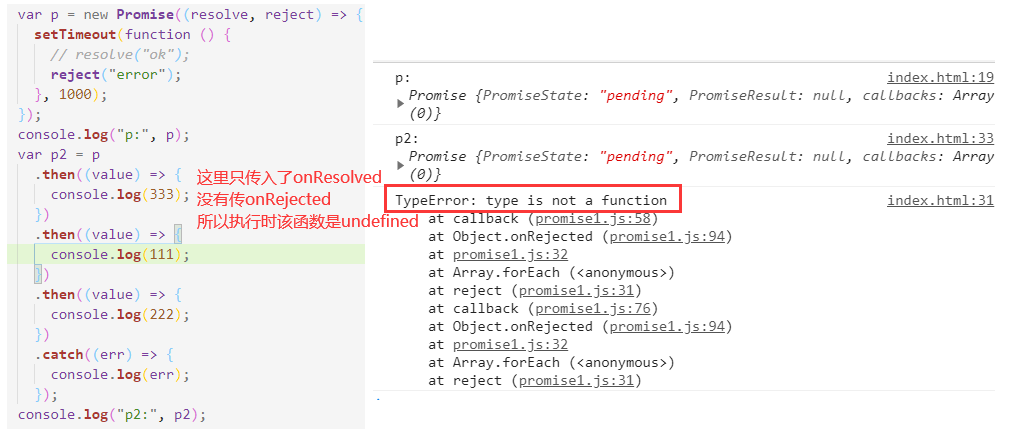 var p = new Promise((resolve, reject) => {
setTimeout(function () {
// resolve("ok");
reject("error");
}, 1000);
});
console.log("p:", p);
var p2 = p
.then((value) => {
console.log(333);
})
.then((value) => {
console.log(111);
})
.then((value) => {
console.log(222);
})
.catch((err) => {
console.log(err);
});
console.log("p2:", p2);
这里只传入了onResolved
没有传onRejected
所以执行时该函数是undefined
p: index.html:19
Promise {PromiseState: "pending", PromiseResult: null, callbacks: Array
(0)}
p2: index.html:33
Promise {PromiseState: "pending", PromiseResult: null, callbacks: Array
(0)}
TypeError: type is not a function index.html:31
at callback (promise1.js:58)
at Object.onRejected (promise1.js:94)
at promise1.js:32
at Array.forEach (<anonymous>)
at reject (promise1.js:31)
at callback (promise1.js:76)
at Object.onRejected (promise1.js:94)
at promise1.js:32
at Array.forEach (<anonymous>)
at reject (promise1.js:31)